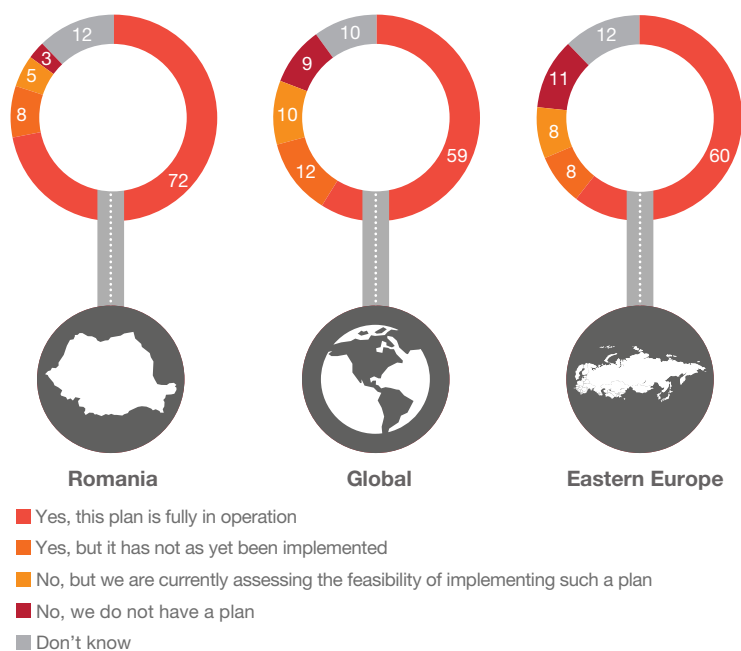 12
3
5
8
72
10
9
10
12
59
12
11
8
8
60
Romania
Global
Eastern Europe
Yes, this plan is fully in operation
Yes, but it has not as yet been implemented
No, but we are currently assessing the feasibility of implementing such a plan
No, we do not have a plan
Don’t know